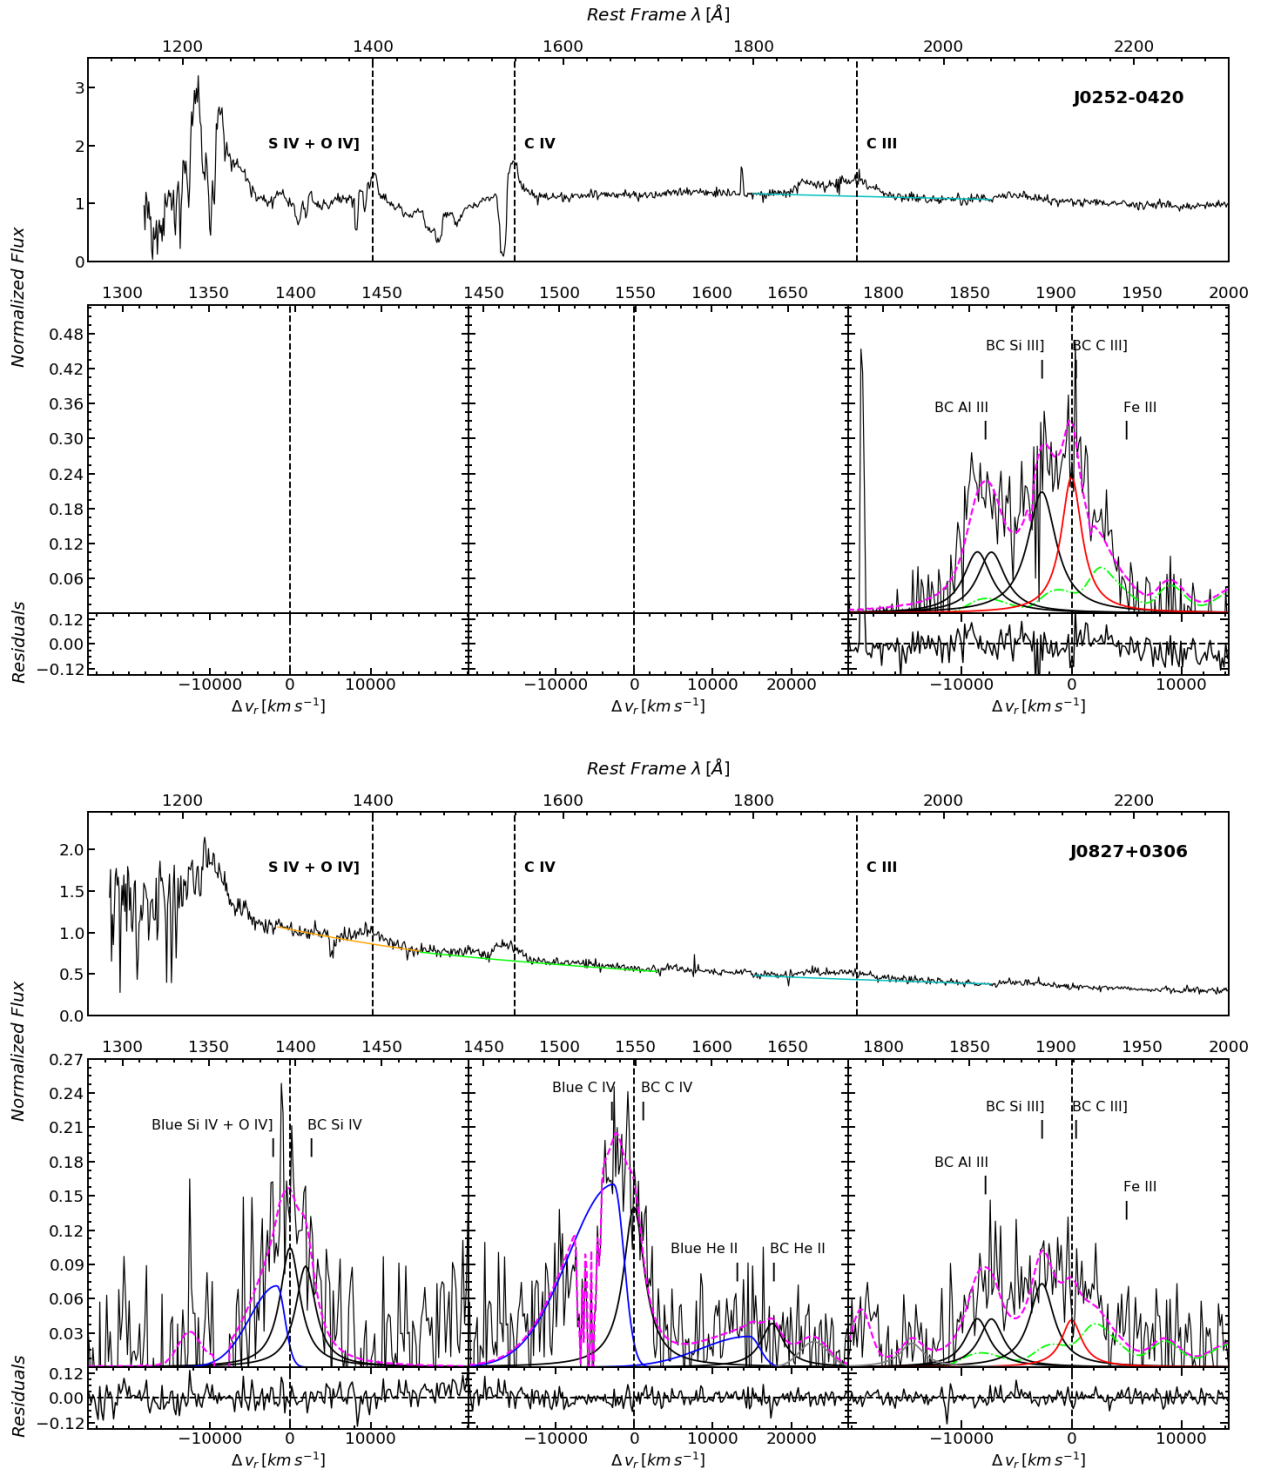 Rest Frame λ [Å]
1200 1400 1600 1800 2000 2200
J0252-0420
S IV + O IV] C IV C III
3
2
1
0
Normalized Flux
1300 1350 1400 1450 1450 1500 1550 1600 1650 1800 1850 1900 1950 2000
0.48
0.42
0.36
0.30
0.24
0.18
0.12
0.06
BC Si III] BC C III]
BC Al III Fe III
Residuals
0.12
0.00
−0.12
−10000 0 10000 −10000 0 10000 20000 −10000 0 10000
Δ vr [km s−1] Δ vr [km s−1] Δ vr [km s−1]
Rest Frame λ [Å]
1200 1400 1600 1800 2000 2200
J0827+0306
S IV + O IV] C IV C III
2.0
1.5
1.0
0.5
0.0
Normalized Flux
1300 1350 1400 1450 1450 1500 1550 1600 1650 1800 1850 1900 1950 2000
0.27
0.24
0.21
0.18
0.15
0.12
0.09
0.06
0.03
Blue Si IV + O IV] BC Si IV
Blue C IV BC C IV
Blue He II BC He II
BC Si III] BC C III]
BC Al III Fe III
Residuals
0.12
0.00
−0.12
−10000 0 10000 −10000 0 10000 20000 −10000 0 10000
Δ vr [km s−1] Δ vr [km s−1] Δ vr [km s−1]